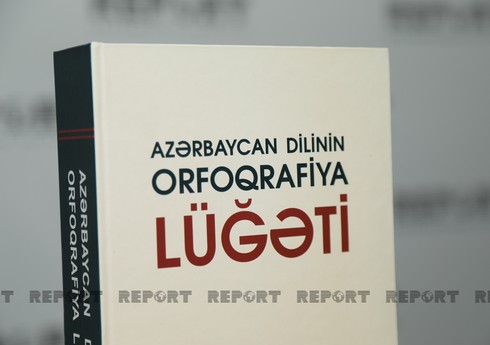 AZƏRBAYCAN DİLİNİN
ORFOQRAFİYA
LÜĞƏTİ
AZƏRBAYCAN D
ORFOQRAFİYA L
REPORT REPORT REPORT REPORT REPORT